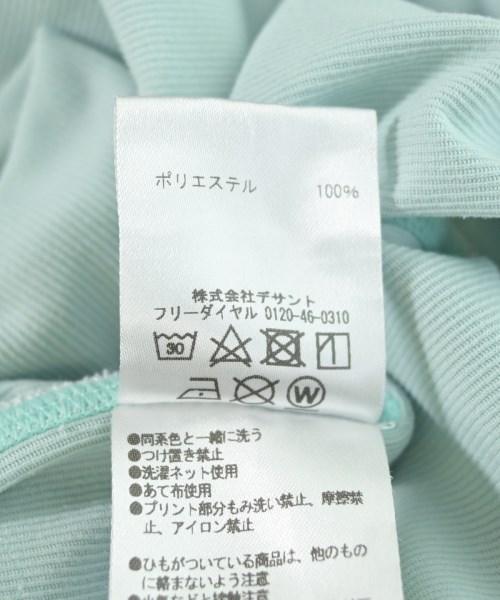 ポリエステル 100%
株式会社デサント
フリーダイヤル 0120-46-0310
30
W
●同系色と一緒に洗う
●つけ置き禁止
●洗濯ネット使用
●あて布使用
●プリント部分もみ洗い禁止、摩擦禁
止、アイロン禁止
●ひもがついている商品は、他のもの
に絡まないよう注意